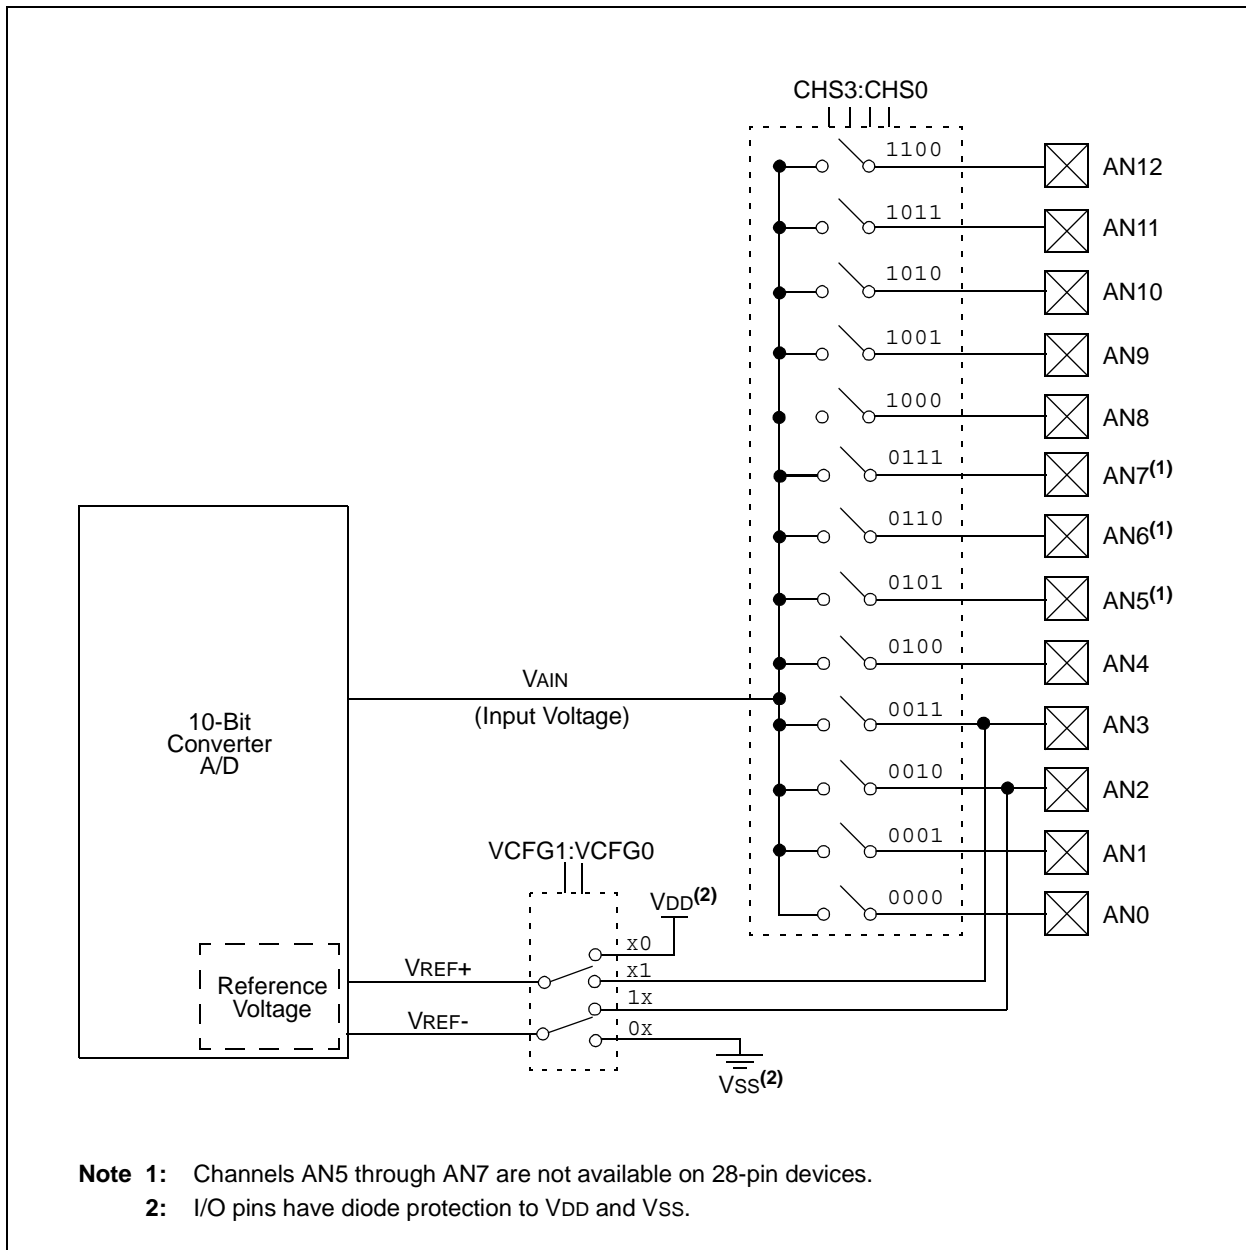 CHS3:CHS0
1100 AN12
1011 AN11
1010 AN10
1001 AN9
1000 AN8
0111 AN7(1)
0110 AN6(1)
0101 AN5(1)
0100 AN4
VAIN
(Input Voltage)
0011 AN3
10-Bit
Converter
A/D
0010 AN2
0001 AN1
VCFG1:VCFG0
0000 AN0
VDD(2)
x0
VREF+
x1
Reference
Voltage
1x
VREF-
0x
VSS(2)
Note 1: Channels AN5 through AN7 are not available on 28-pin devices.
2: I/O pins have diode protection to VDD and VSS.